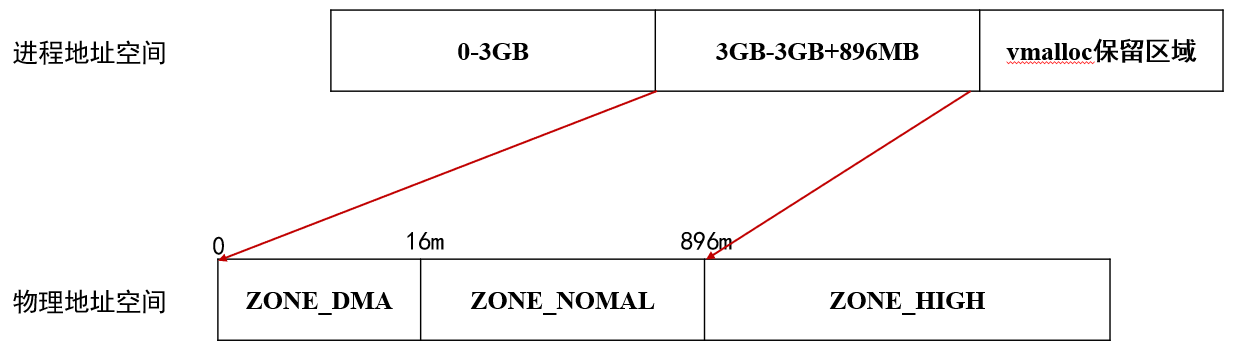 进程地址空间
0-3GB
3GB-3GB+896MB
vmalloc保留区域
0
16m
896m
物理地址空间
ZONE_DMA
ZONE_NOMAL
ZONE_HIGH